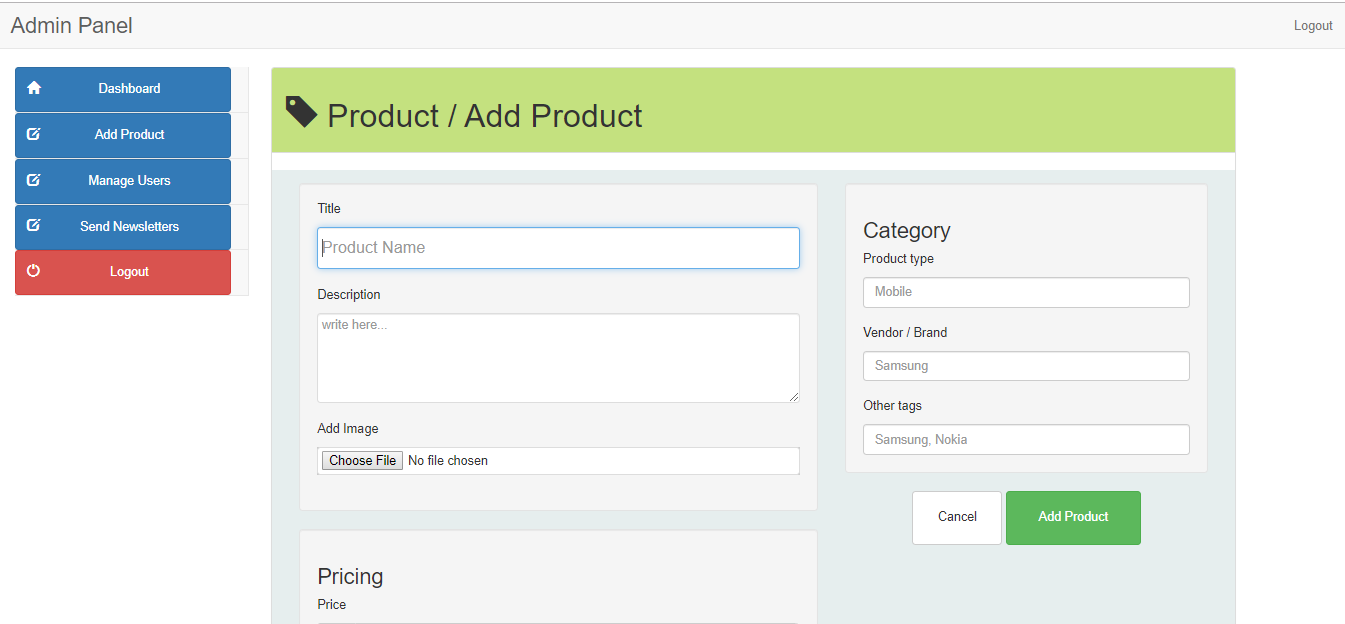 Admin Panel
Logout
Dashboard
Add Product
Manage Users
Send Newsletters
Logout
Product / Add Product
Title
Product Name
Description
write here...
Add Image
Choose File No file chosen
Pricing
Price
Category
Product type
Mobile
Vendor / Brand
Samsung
Other tags
Samsung, Nokia
Cancel
Add Product